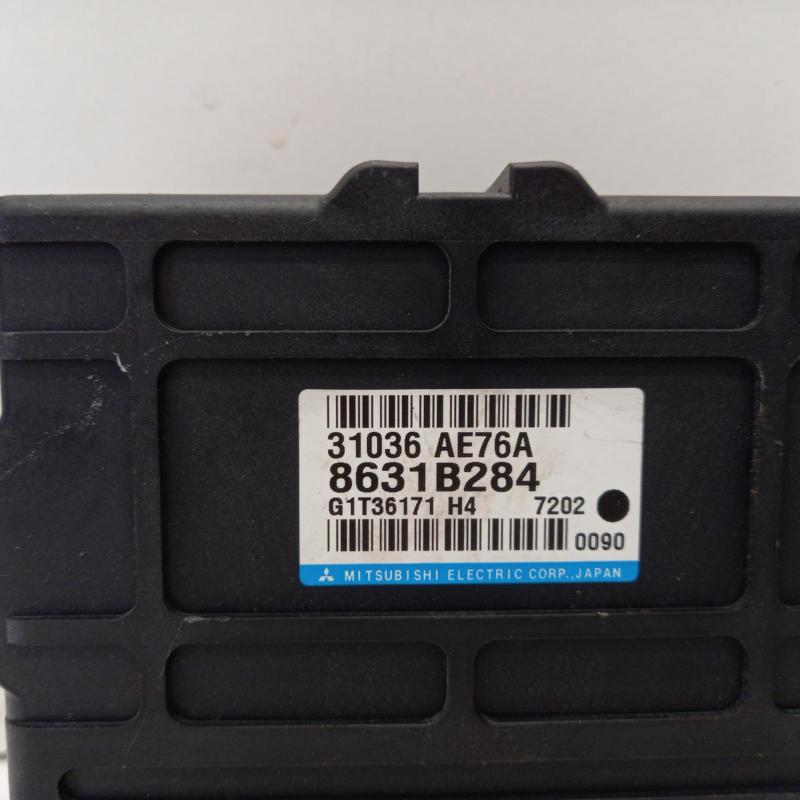 31036 AE76A
8631B284
G1T36171 H4 7202
0090
MITSUBISHI ELECTRIC CORP., JAPAN